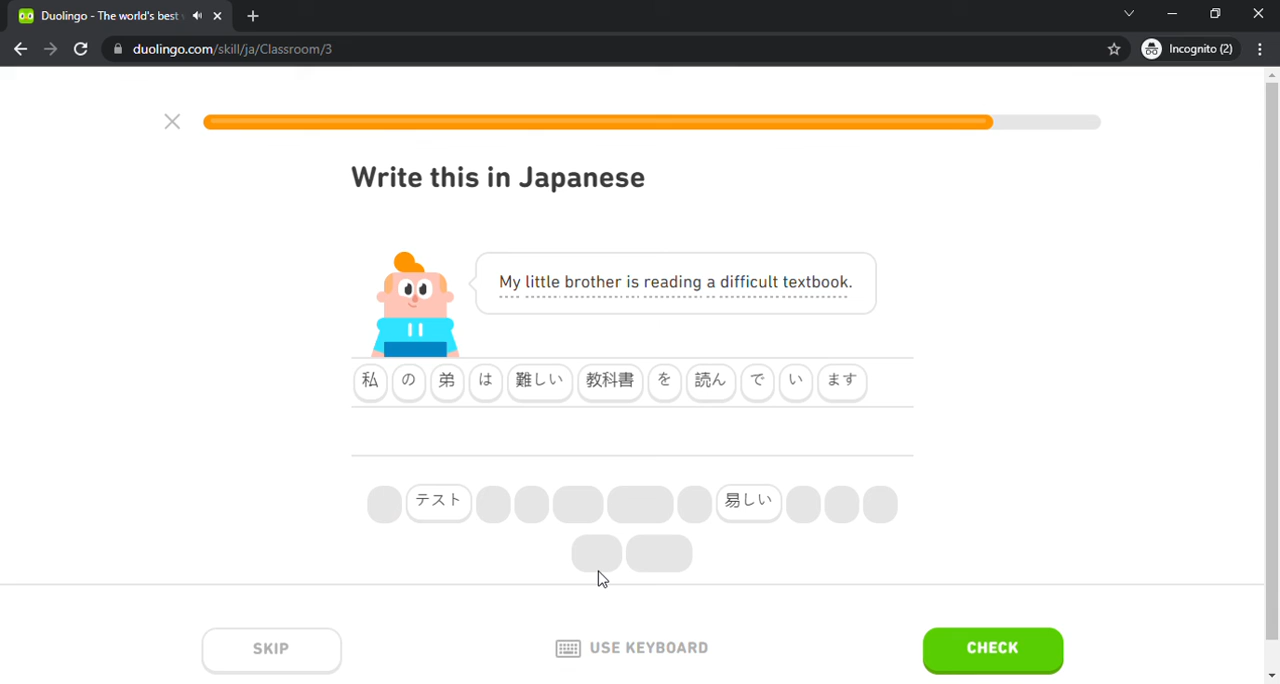 Duolingo - The world's best
duolingo.com/skill/ja/Classroom/3
Incognito (2)
Write this in Japanese
My little brother is reading a difficult textbook.
私 の 弟 は 難しい 教科書 を 読ん で い ます
テスト 易しい
SKIP
USE KEYBOARD
CHECK